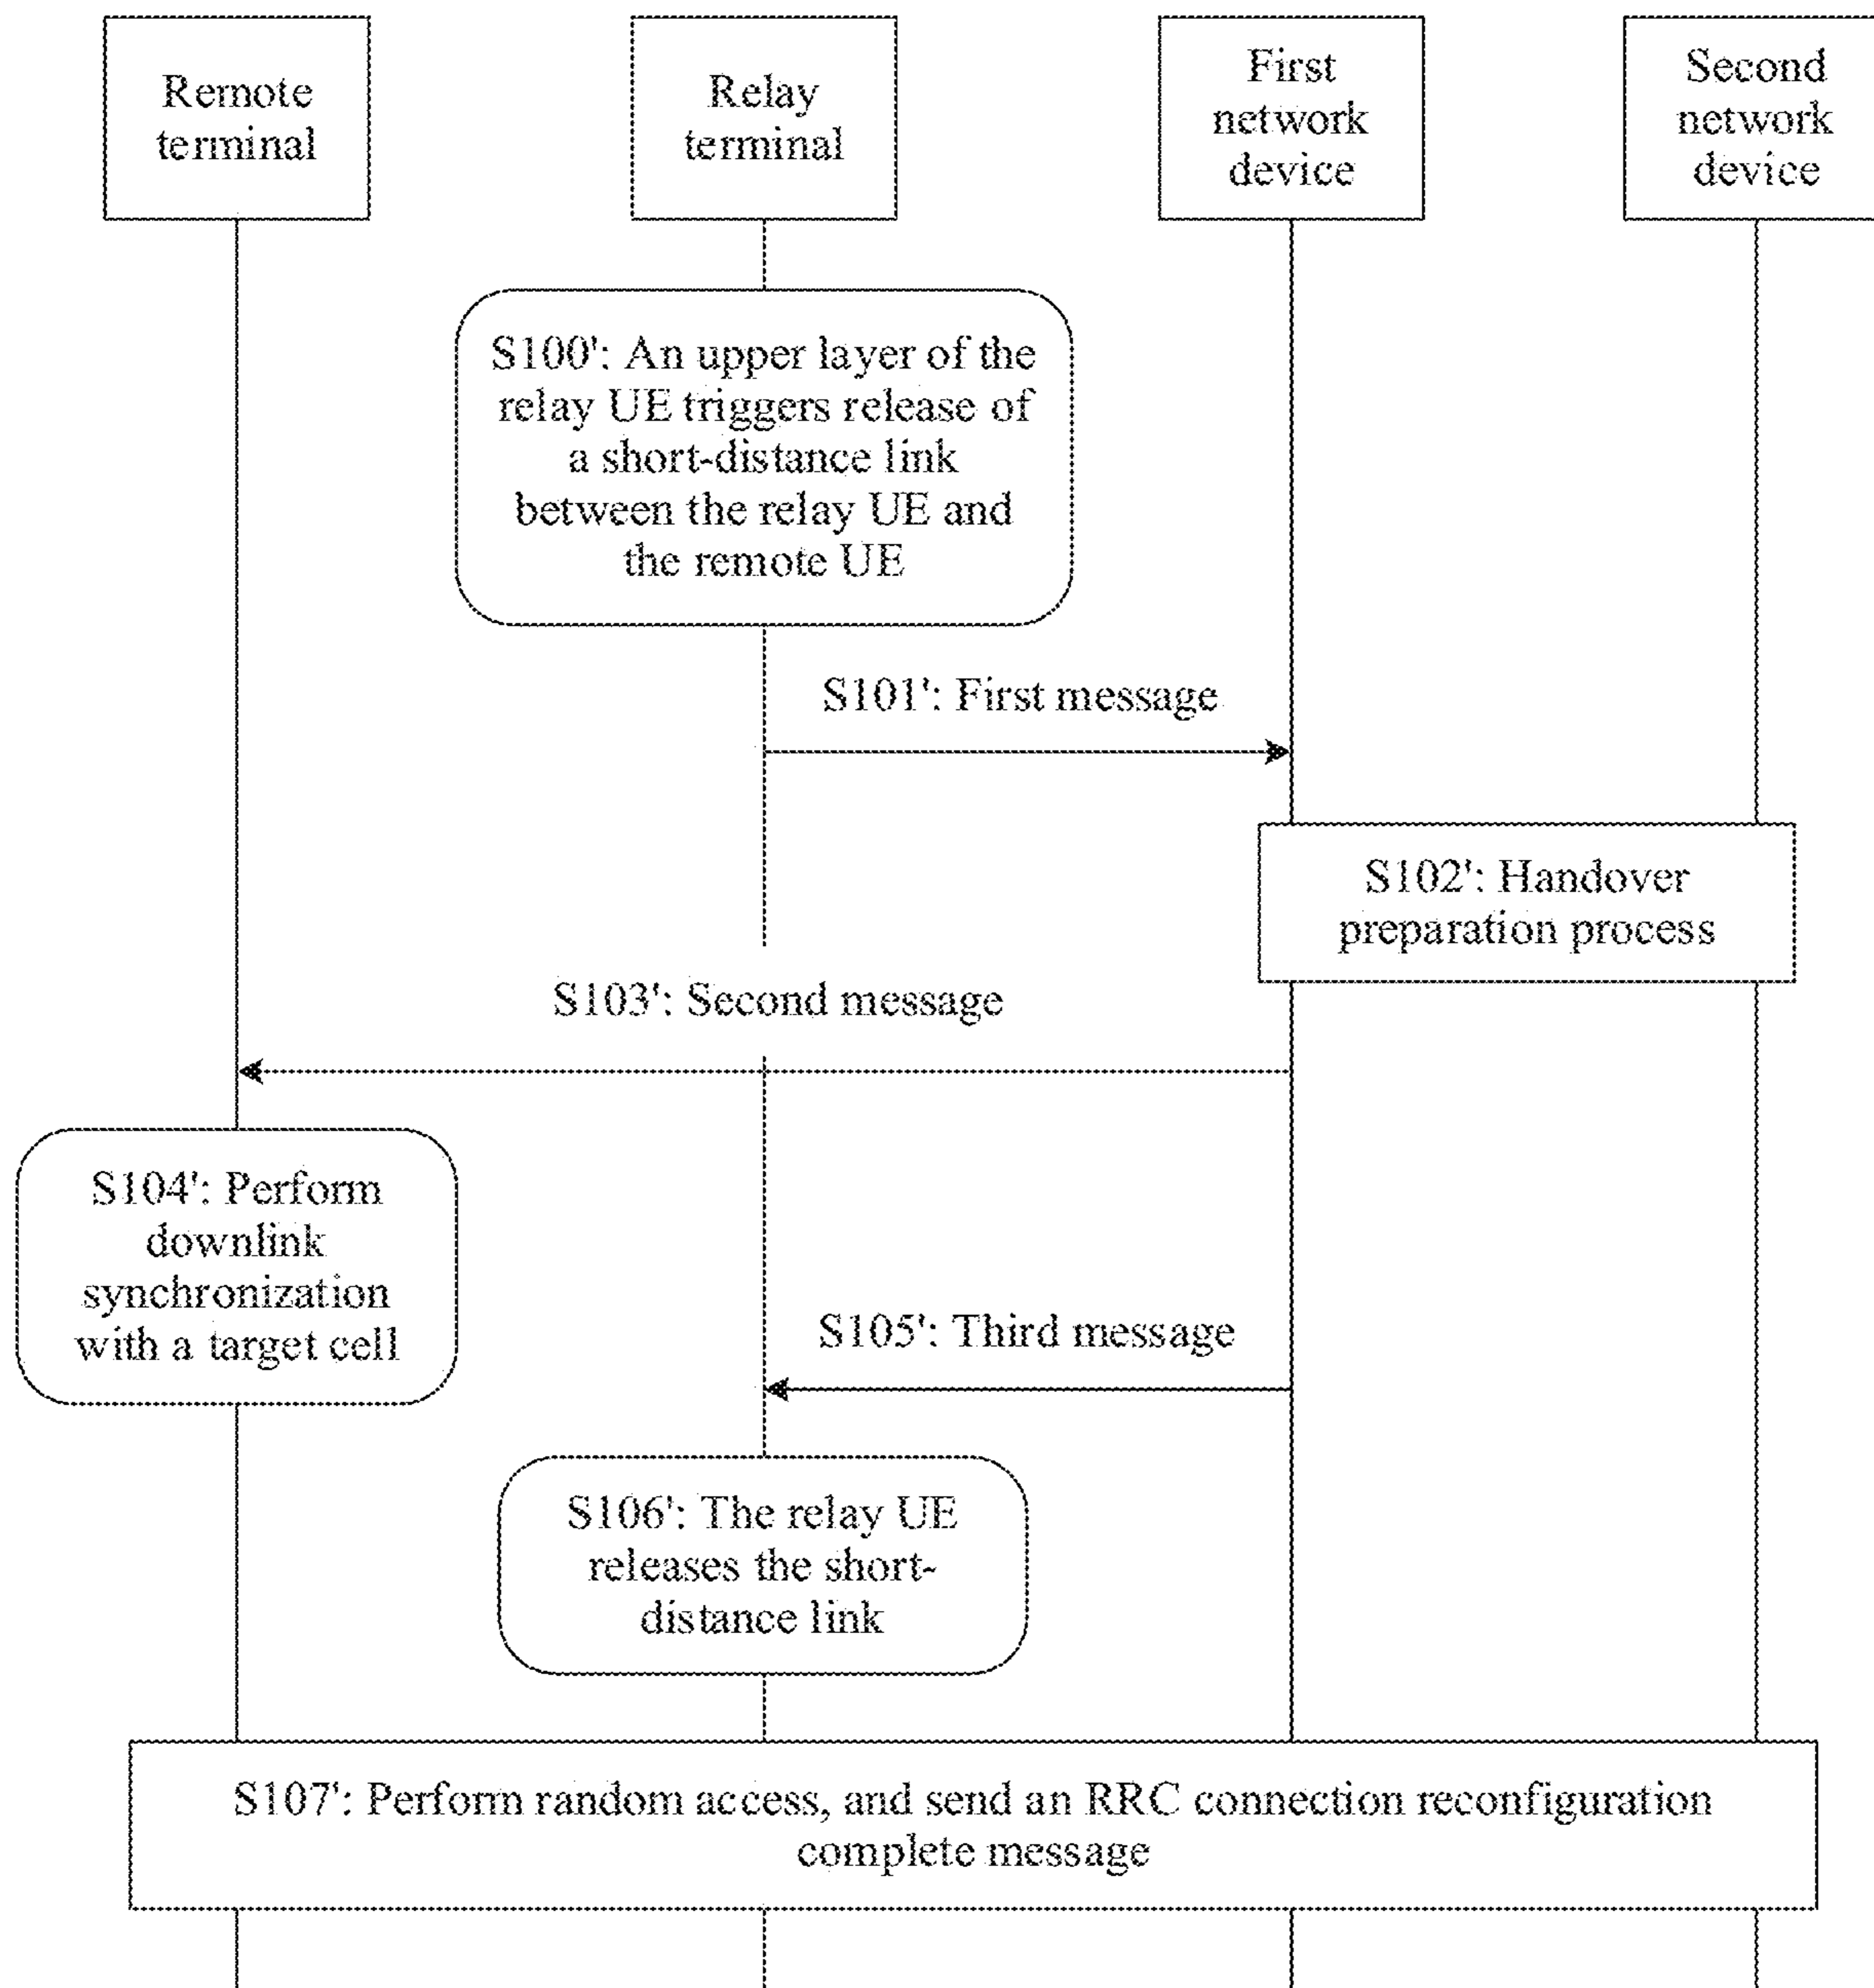 Remote
terminal
Relay
terminal
First
network
device
Second
network
device
S100': An upper layer of the
relay UE triggers release of
a short-distance link
between the relay UE and
the remote UE
S101': First message
S102': Handover
preparation process
S103': Second message
S104': Perform
downlink
synchronization
with a target cell
S105': Third message
S106': The relay UE
releases the short-
distance link
S107': Perform random access, and send an RRC connection reconfiguration
complete message